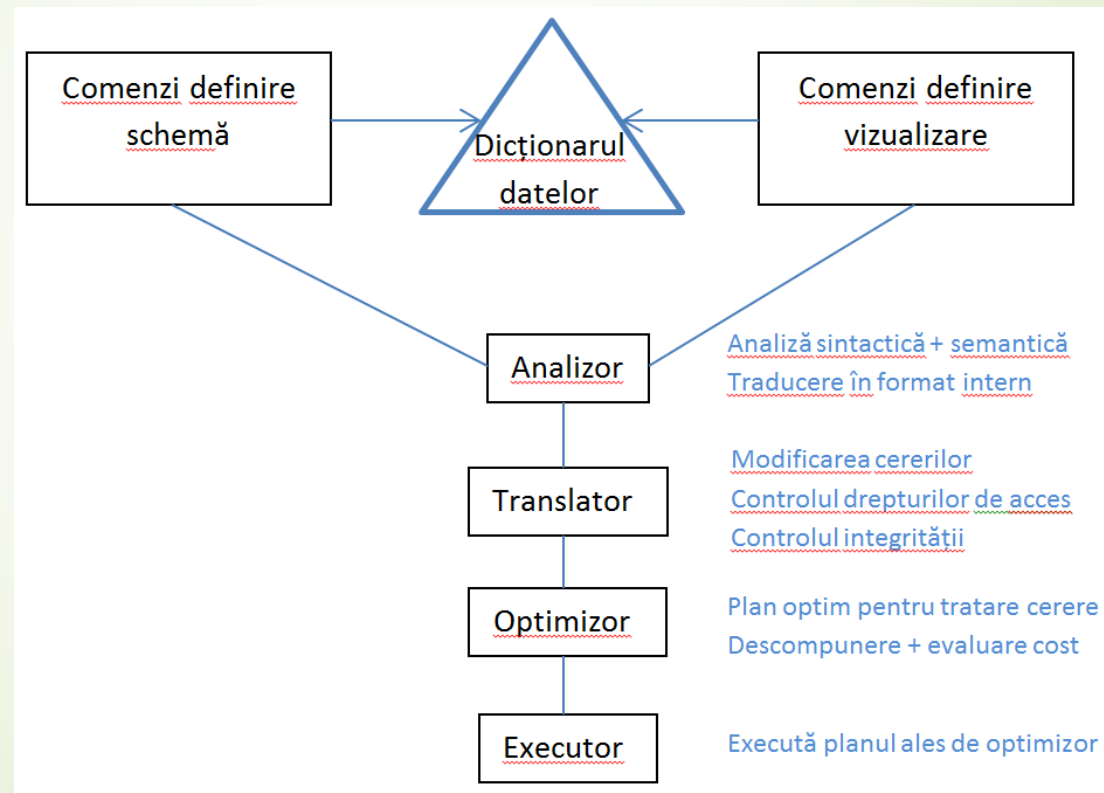 Comenzi definire
schemă
Dicționarul
datelor
Comenzi definire
vizualizare
Analizor
Analiză sintactică + semantică
Traducere în format intern
Translator
Modificarea cererilor
Controlul drepturilor de acces
Controlul integrității
Optimizor
Plan optim pentru tratare cerere
Descompunere + evaluare cost
Executor
Execută planul ales de optimizor